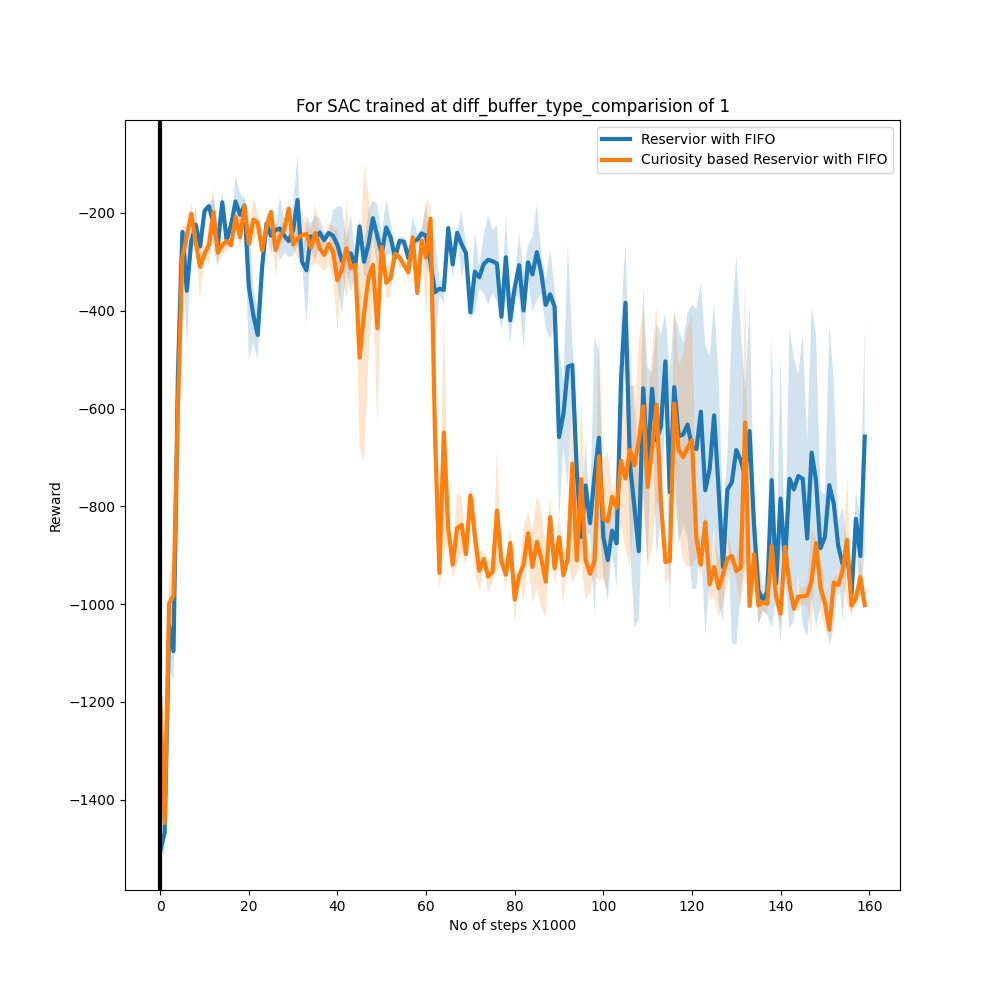 For SAC trained at diff_buffer_type_comparision of 1
Reservior with FIFO
Curiosity based Reservior with FIFO
Reward
−200
−400
−600
−800
−1000
−1200
−1400
0 20 40 60 80 100 120 140 160
No of steps X1000